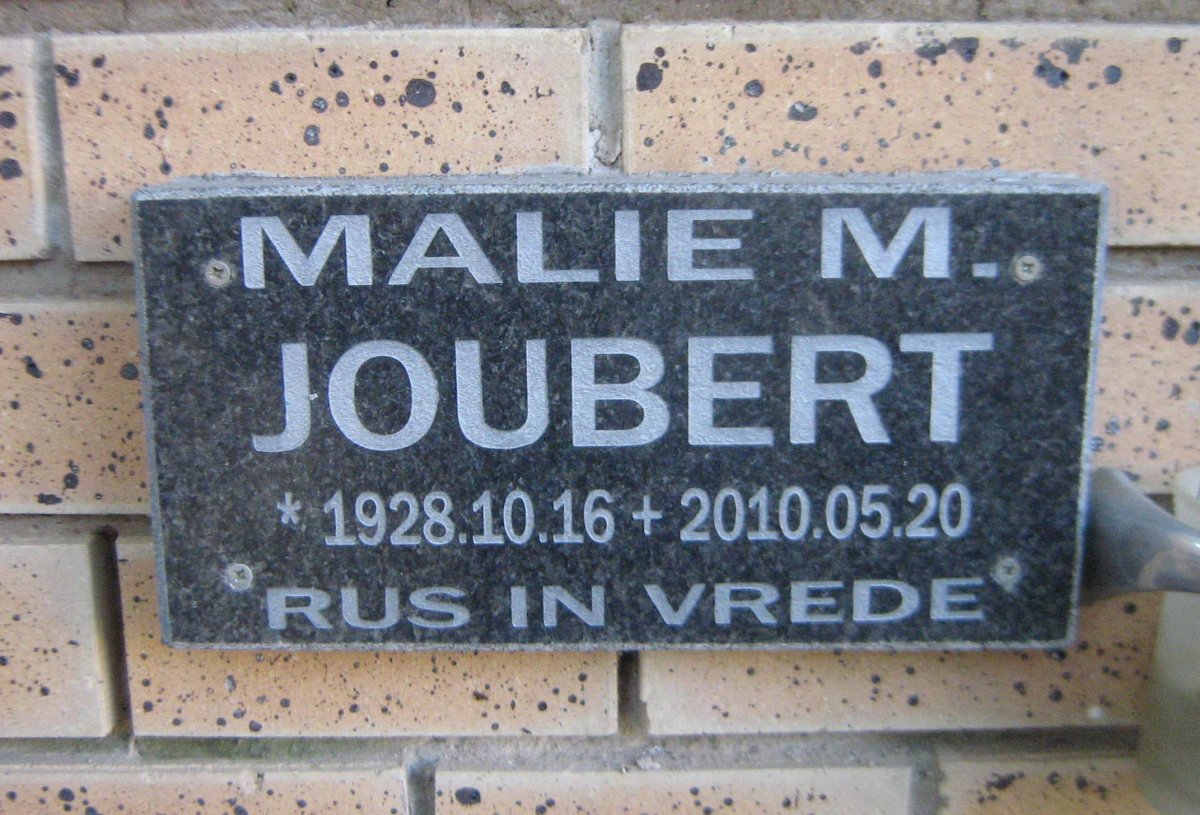 MALIE M.
JOUBERT
* 1928.10.16 + 2010.05.20
RUS IN VREDE